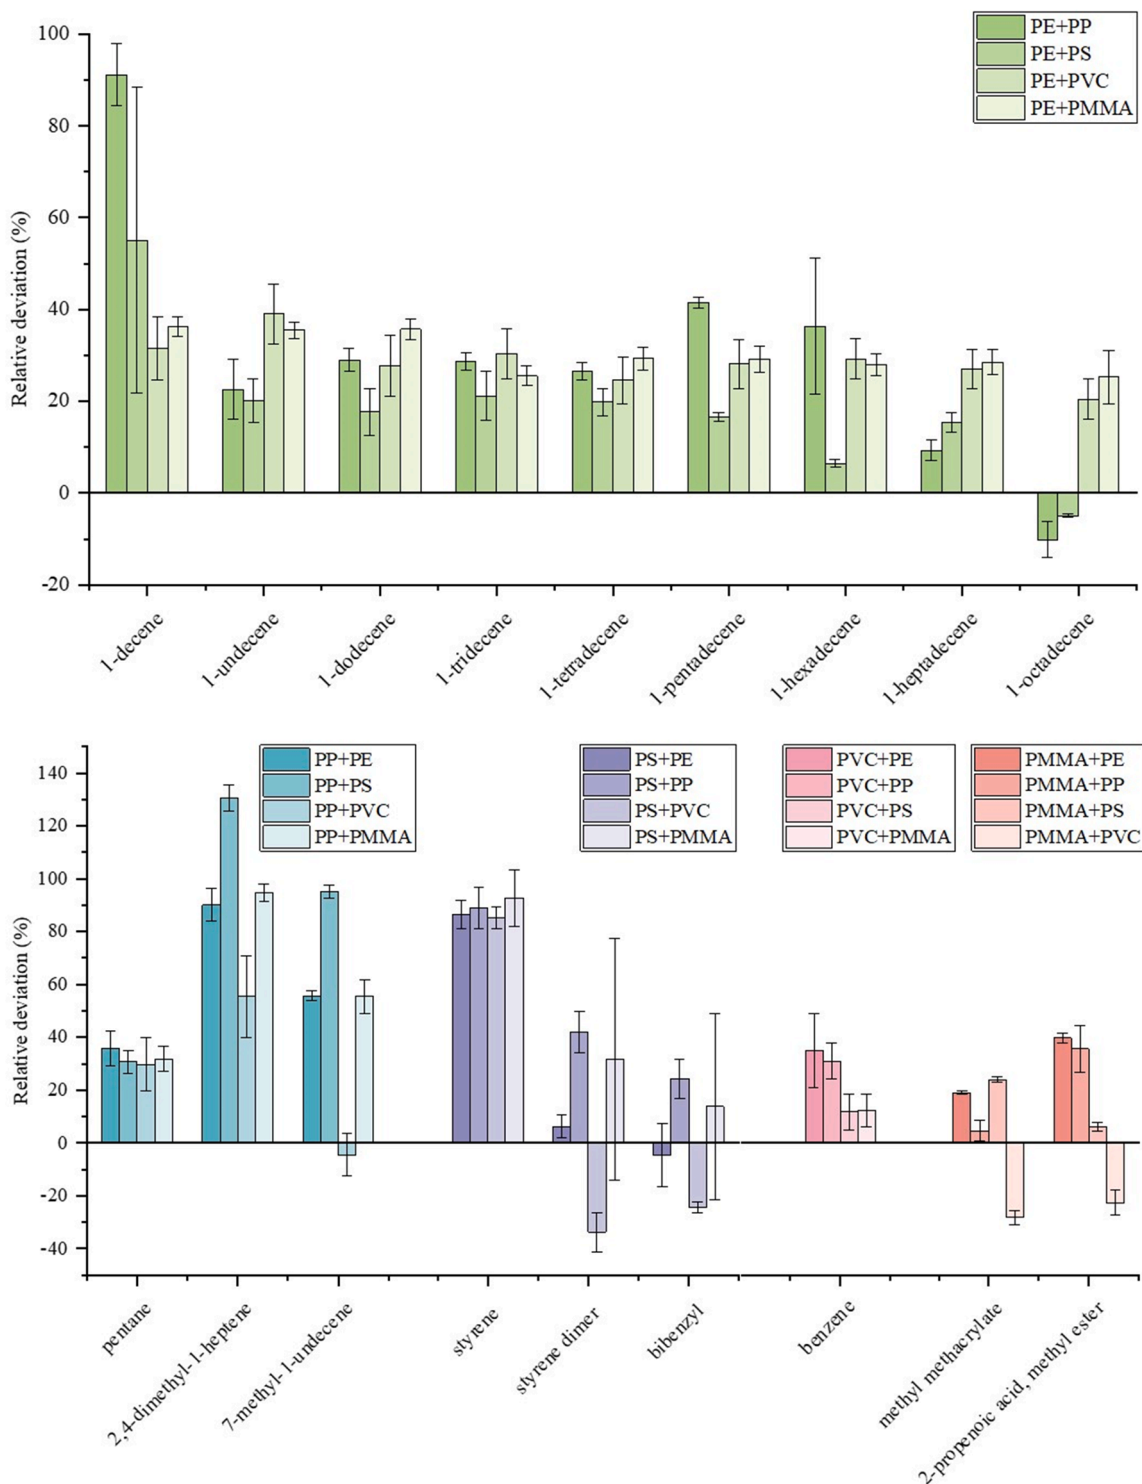 PE+PP
PE+PS
PE+PVC
PE+PMMA
Relative deviation (%)
100
80
60
40
20
0
-20
1-decene
1-undecene
1-dodecene
1-tridecene
1-tetradecene
1-pentadecene
1-hexadecene
1-heptadecene
1-octadecene
PP+PE
PP+PS
PP+PVC
PP+PMMA
PS+PE
PS+PP
PS+PVC
PS+PMMA
PVC+PE
PVC+PP
PVC+PS
PVC+PMMA
PMMA+PE
PMMA+PP
PMMA+PS
PMMA+PVC
Relative deviation (%)
140
120
100
80
60
40
20
0
-20
-40
pentane
2,4-dimethyl-1-heptene
7-methyl-1-undecene
styrene
styrene dimer
bibenzyl
benzene
methyl methacrylate
2-propenoic acid, methyl ester